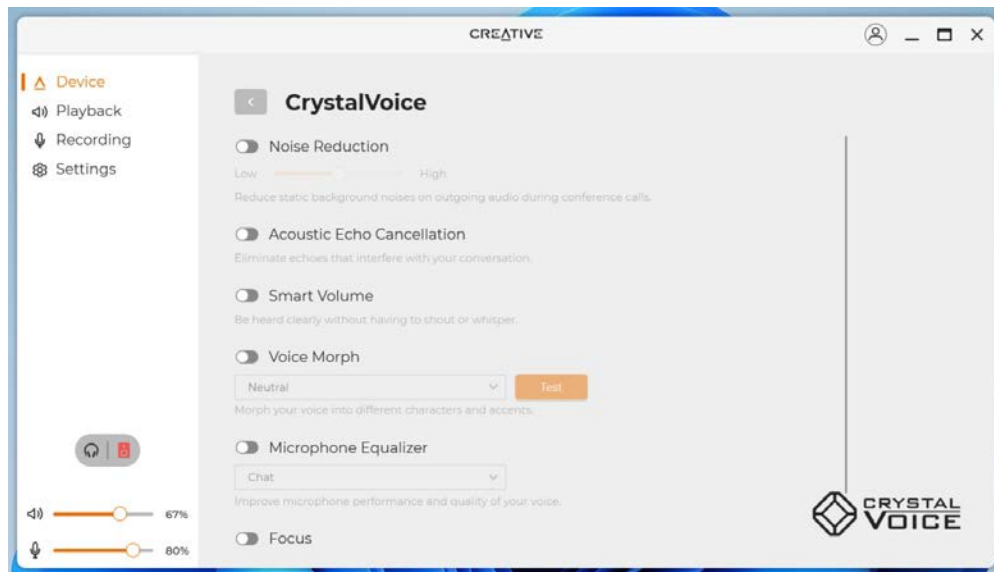 CREATIVE
Device
Playback
Recording
Settings
67%
80%
CrystalVoice
Noise Reduction
Low High
Reduce static background noises on outgoing audio during conference calls.
Acoustic Echo Cancellation
Eliminate echoes that interfere with your conversation.
Smart Volume
Be heard clearly without having to shout or whisper.
Voice Morph
Neutral Test
Morph your voice into different characters and accents.
Microphone Equalizer
Chat
Improve microphone performance and quality of your voice.
Focus
CRYSTAL
VOICE